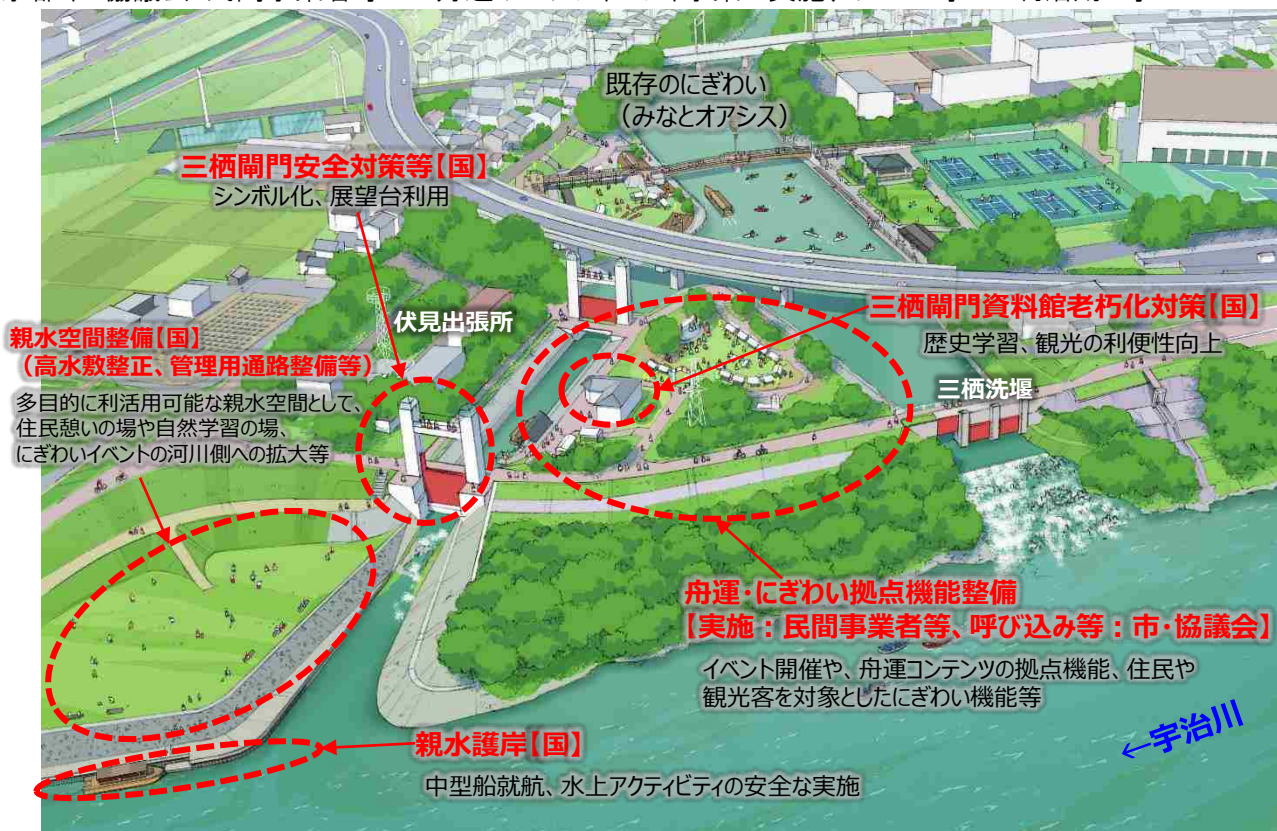 既存のにぎわい
（みなとオアシス）
三栖閘門安全対策等【国】
シンボル化、展望台利用
伏見出張所
三栖閘門資料館老朽化対策【国】
歴史学習、観光の利便性向上
三栖洗堰
親水空間整備【国】
（高水敷整正、管理用通路整備等）
多目的に利活用可能な親水空間として、
住民憩いの場や自然学習の場、
にぎわいイベントの河川側への拡大等
舟運・にぎわい拠点機能整備
【実施：民間事業者等、呼び込み等：市・協議会】
イベント開催や、舟運コンテンツの拠点機能、住民や
観光客を対象としたにぎわい機能等
←宇治川
親水護岸【国】
中型船就航、水上アクティビティの安全な実施